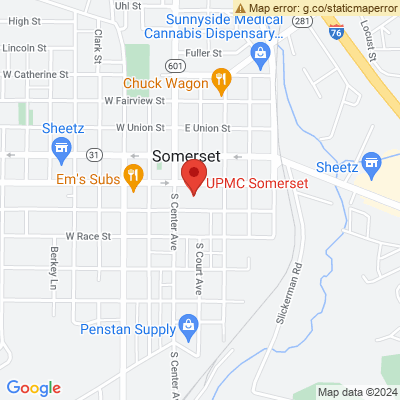 Map error: g.co/staticmaperror
Uhl St
High St
Sunnyside Medical
Cannabis Dispensary...
281
76
Locust St
Lincoln St
Clark St
Fuller St
601
W Catherine St
Chuck Wagon
W Fairview St
W Union St
E Union St
Sheetz
31
Somerset
Sheetz
Em's Subs
UPMC Somerset
S Center Ave
W Race St
Berkey Ln
S Court Ave
Slickerman Rd
Penstan Supply
S Center Ave
Google
Map data ©2024